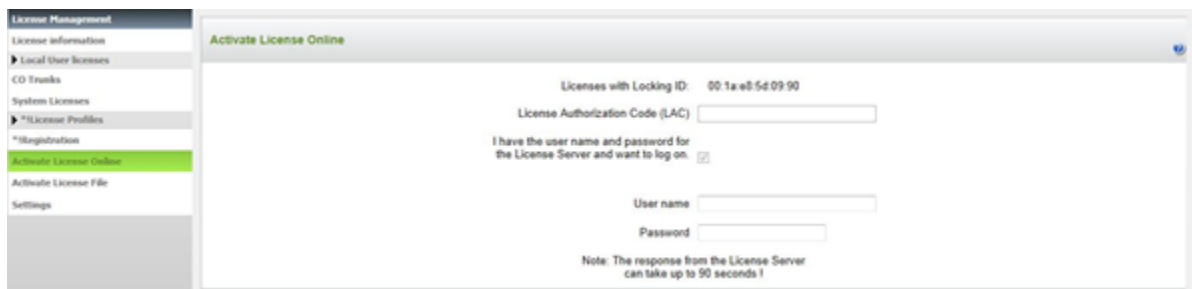 License Management
License information
Local User licenses
CO Trunks
System Licenses
*!License Profiles
*!Registration
Activate License Online
Activate License File
Settings
Activate License Online
Licenses with Locking ID: 00:1a:e8:5d:09:90
License Authorization Code (LAC)
I have the user name and password for
the License Server and want to log on.
User name
Password
Note: The response from the License Server
can take up to 90 seconds !